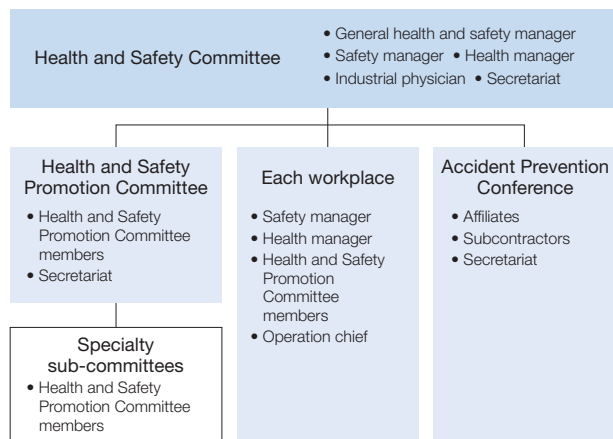 Health and Safety Committee
• General health and safety manager
• Safety manager • Health manager
• Industrial physician • Secretariat
Health and Safety
Promotion Committee
• Health and Safety
Promotion Committee
members
• Secretariat
Specialty
sub-committees
• Health and Safety
Promotion Committee
members
Each workplace
• Safety manager
• Health manager
• Health and Safety
Promotion
Committee
members
• Operation chief
Accident Prevention
Conference
• Affiliates
• Subcontractors
• Secretariat